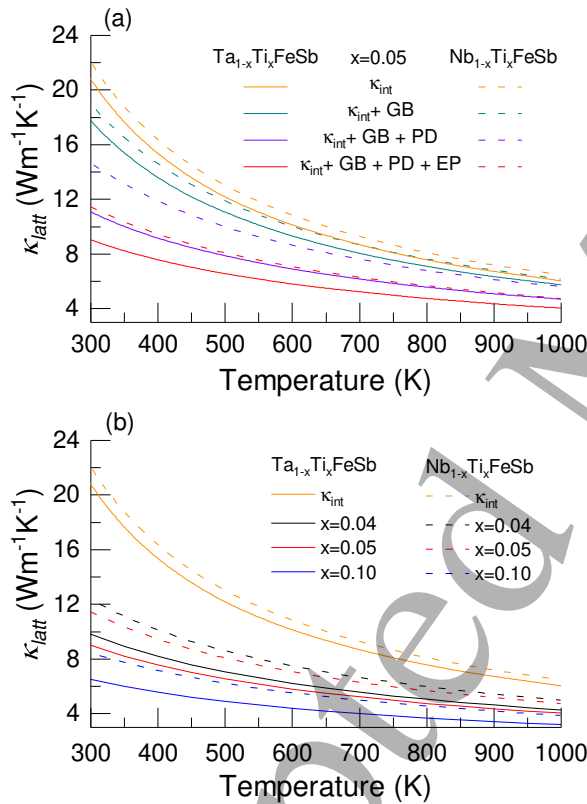 (a)
24
20
16
12
8
4
κlatt (Wm-1K-1)
Ta1-xTixFeSb x=0.05 Nb1-xTixFeSb
κint
κint+ GB
κint+ GB + PD
κint+ GB + PD + EP
300 400 500 600 700 800 900 1000
Temperature (K)
(b)
24
20
16
12
8
4
κlatt (Wm-1K-1)
Ta1-xTixFeSb Nb1-xTixFeSb
κint κint
x=0.04 x=0.04
x=0.05 x=0.05
x=0.10 x=0.10
300 400 500 600 700 800 900 1000
Temperature (K)
pted M